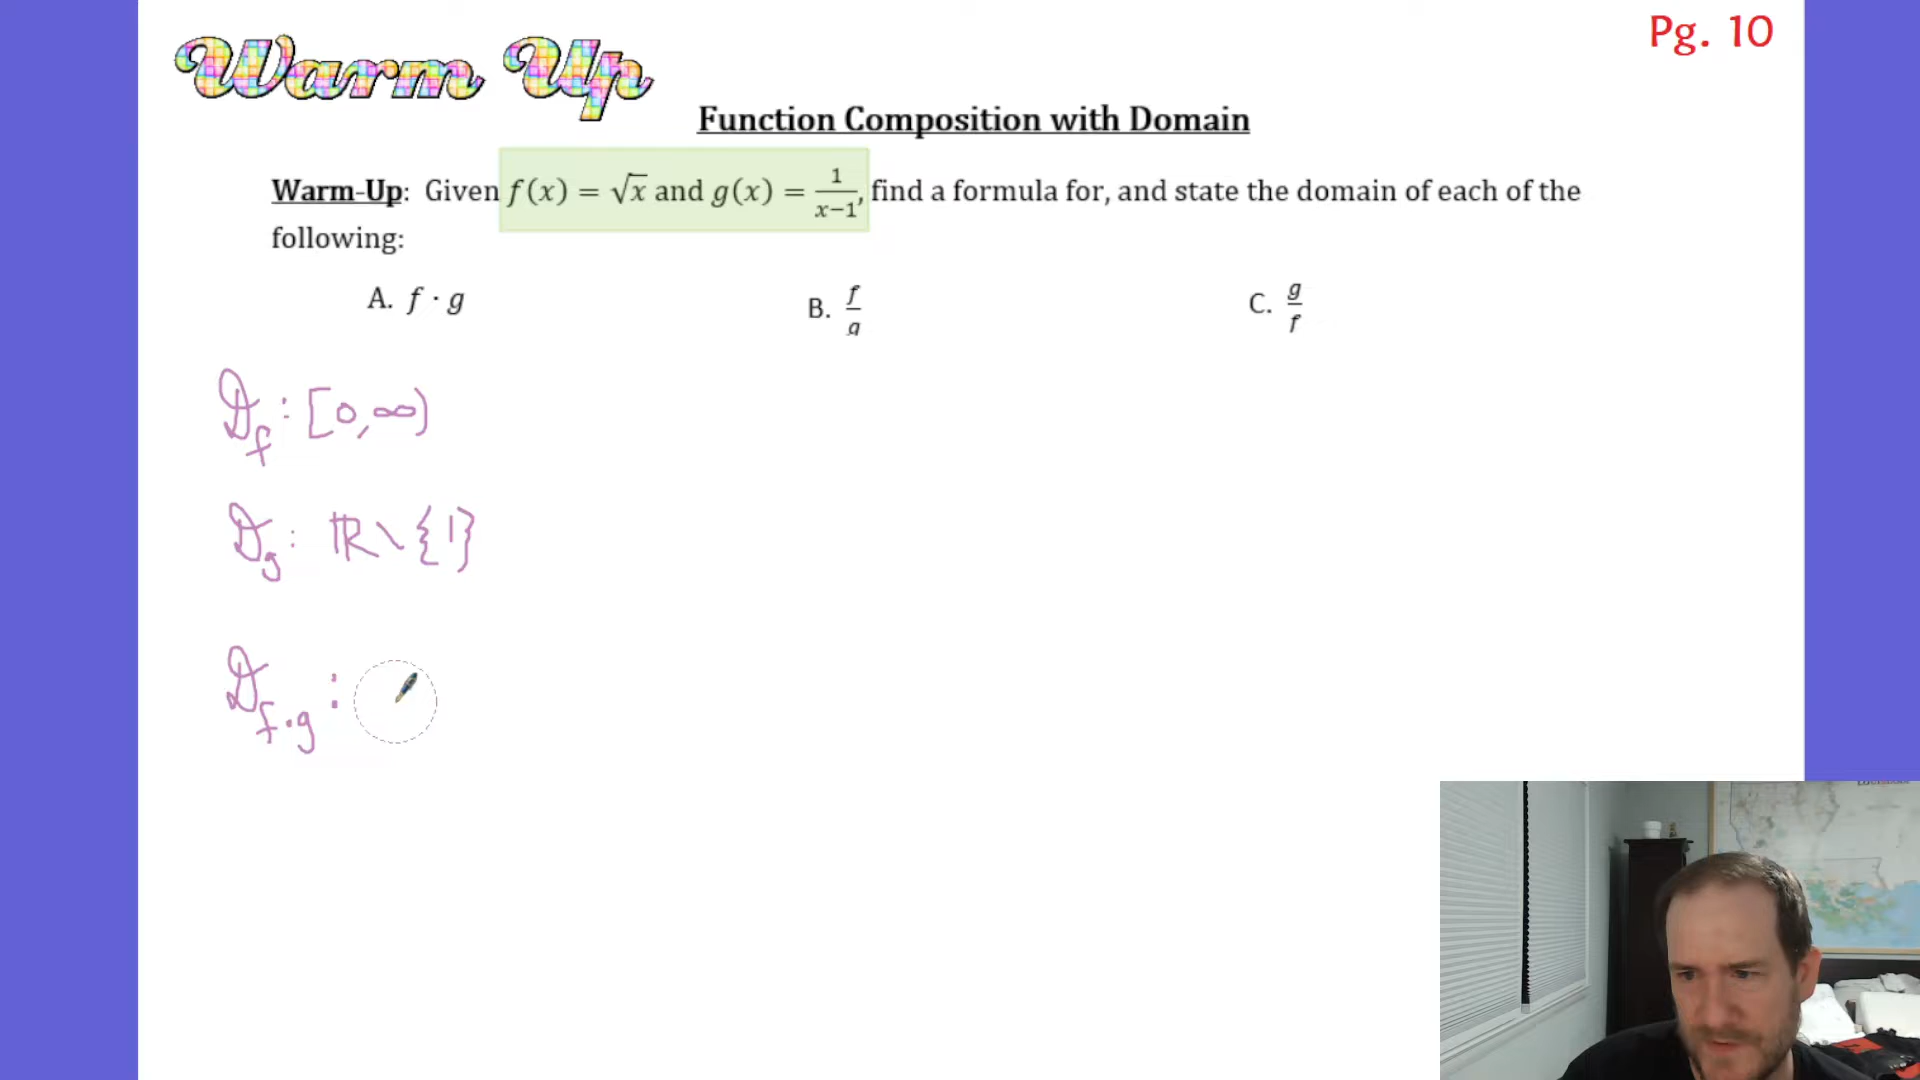 Pg. 10
Warm Up
Function Composition with Domain
Warm-Up: Given f(x) = √x and g(x) = 1/(x−1), find a formula for, and state the domain of each of the
following:
A. f · g
B. f/g
C. g/f
D_f : [0, ∞)
D_g : ℝ \ {1}
D_f·g :